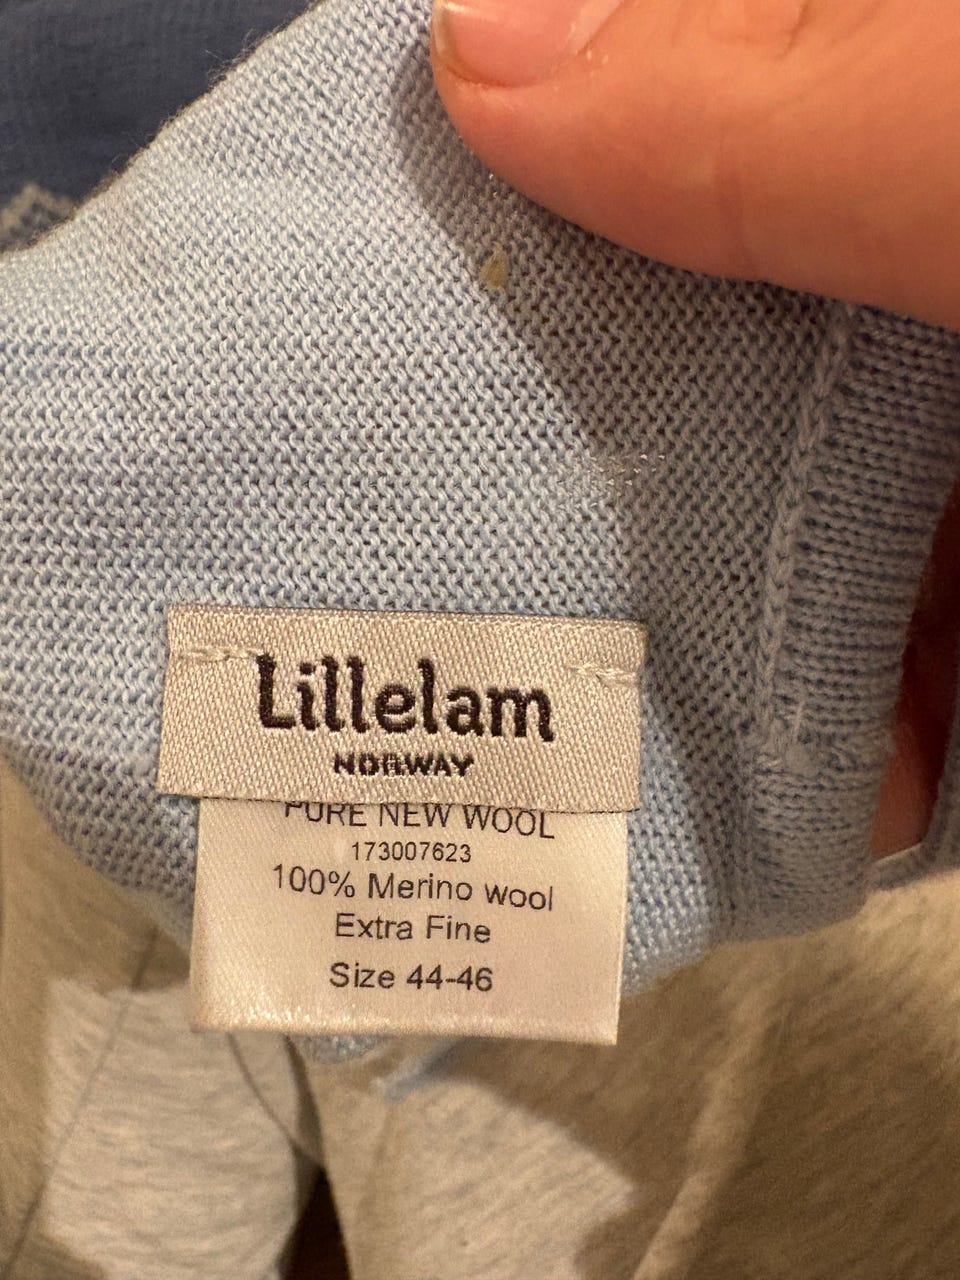 Lillelam
NORWAY
PURE NEW WOOL
173007623
100% Merino wool
Extra Fine
Size 44-46